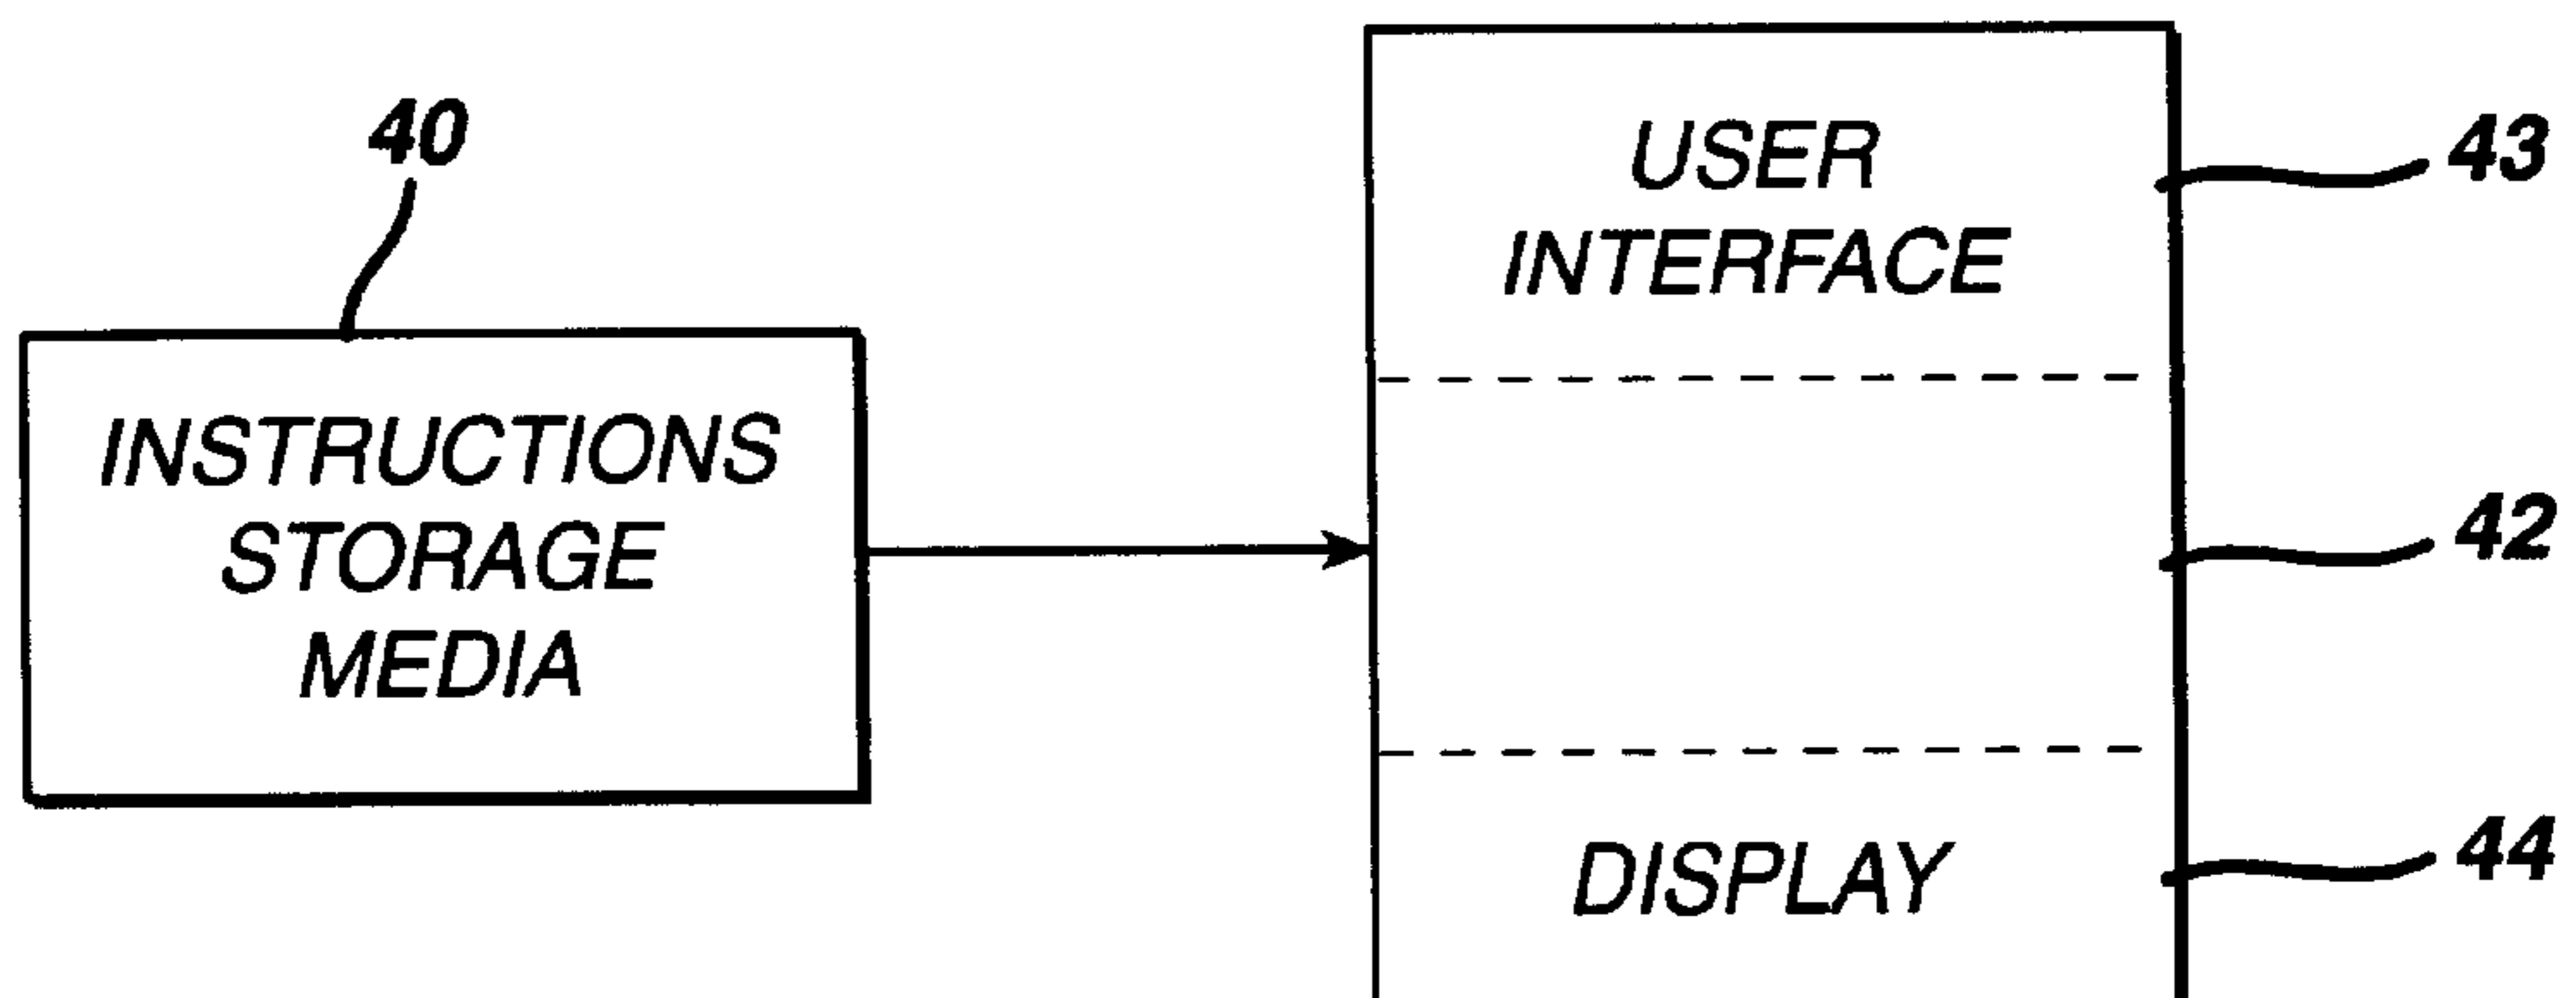 40
INSTRUCTIONS
STORAGE
MEDIA
USER
INTERFACE
43
42
DISPLAY
44